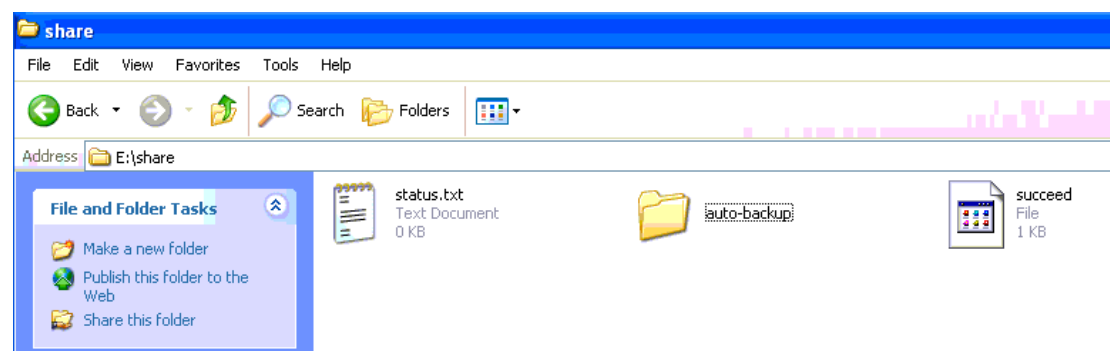 share
File Edit View Favorites Tools Help
Back Search Folders
Address E:\share
File and Folder Tasks
Make a new folder
Publish this folder to the
Web
Share this folder
status.txt
Text Document
0 KB
auto-backup
succeed
File
1 KB